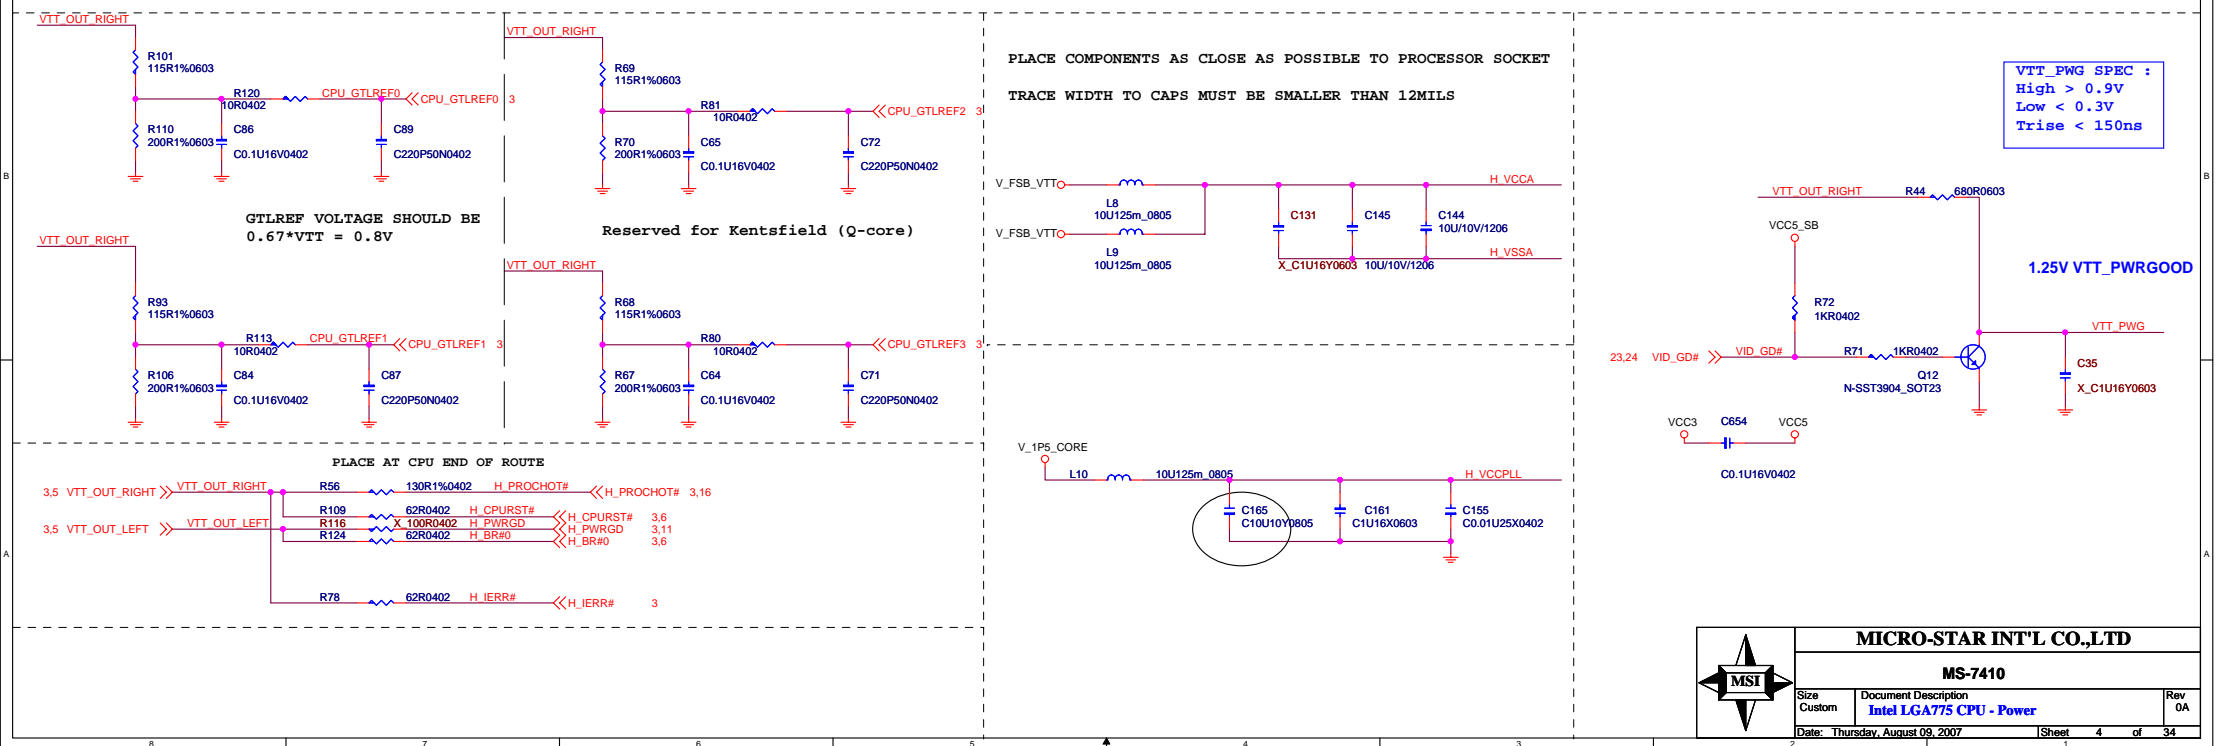 VTT_OUT_RIGHT
R101
115R1%0603
R120
10R0402
CPU_GTLREF0
CPU_GTLREF0 3
R110
200R1%0603
C86
C0.1U16V0402
C89
C220P50N0402
VTT_OUT_RIGHT
R69
115R1%0603
R81
10R0402
CPU_GTLREF2 3
R70
200R1%0603
C65
C0.1U16V0402
C72
C220P50N0402
GTLREF VOLTAGE SHOULD BE
0.67*VTT = 0.8V
Reserved for Kentsfield (Q-core)
VTT_OUT_RIGHT
R93
115R1%0603
R113
10R0402
CPU_GTLREF1
CPU_GTLREF1 3
R106
200R1%0603
C84
C0.1U16V0402
C87
C220P50N0402
VTT_OUT_RIGHT
R68
115R1%0603
R80
10R0402
CPU_GTLREF3 3
R67
200R1%0603
C64
C0.1U16V0402
C71
C220P50N0402
PLACE AT CPU END OF ROUTE
3,5 VTT_OUT_RIGHT
VTT_OUT_RIGHT
R56
130R1%0402
H_PROCHOT#
H_PROCHOT# 3,16
R109
62R0402
H_CPURST#
H_CPURST# 3,6
3,5 VTT_OUT_LEFT
VTT_OUT_LEFT
R116
X_100R0402
H_PWRGD
H_PWRGD 3,11
R124
62R0402
H_BR#0
H_BR#0 3,6
R78
62R0402
H_IERR#
H_IERR# 3
PLACE COMPONENTS AS CLOSE AS POSSIBLE TO PROCESSOR SOCKET
TRACE WIDTH TO CAPS MUST BE SMALLER THAN 12MILS
V_FSB_VTT
L8
10U125m_0805
V_FSB_VTT
L9
10U125m_0805
H_VCCA
C131
X_C1U16Y0603
C145
10U/10V/1206
C144
10U/10V/1206
H_VSSA
V_1P5_CORE
L10
10U125m_0805
H_VCCPLL
C165
C10U10Y0805
C161
C1U16X0603
C155
C0.01U25X0402
VTT_PWG SPEC :
High > 0.9V
Low < 0.3V
Trise < 150ns
VTT_OUT_RIGHT
R44
680R0603
VCC5_SB
R72
1KR0402
1.25V VTT_PWRGOOD
VTT_PWG
23,24 VID_GD#
VID_GD#
R71
1KR0402
Q12
N-SST3904_SOT23
C35
X_C1U16Y0603
VCC3
C654
VCC5
C0.1U16V0402
MSI
MICRO-STAR INT'L CO.,LTD
MS-7410
Size
Custom
Document Description
Intel LGA775 CPU - Power
Rev
0A
Date: Thursday, August 09, 2007
Sheet 4 of 34
B
A
B
A
8
7
6
5
4
3
2
1